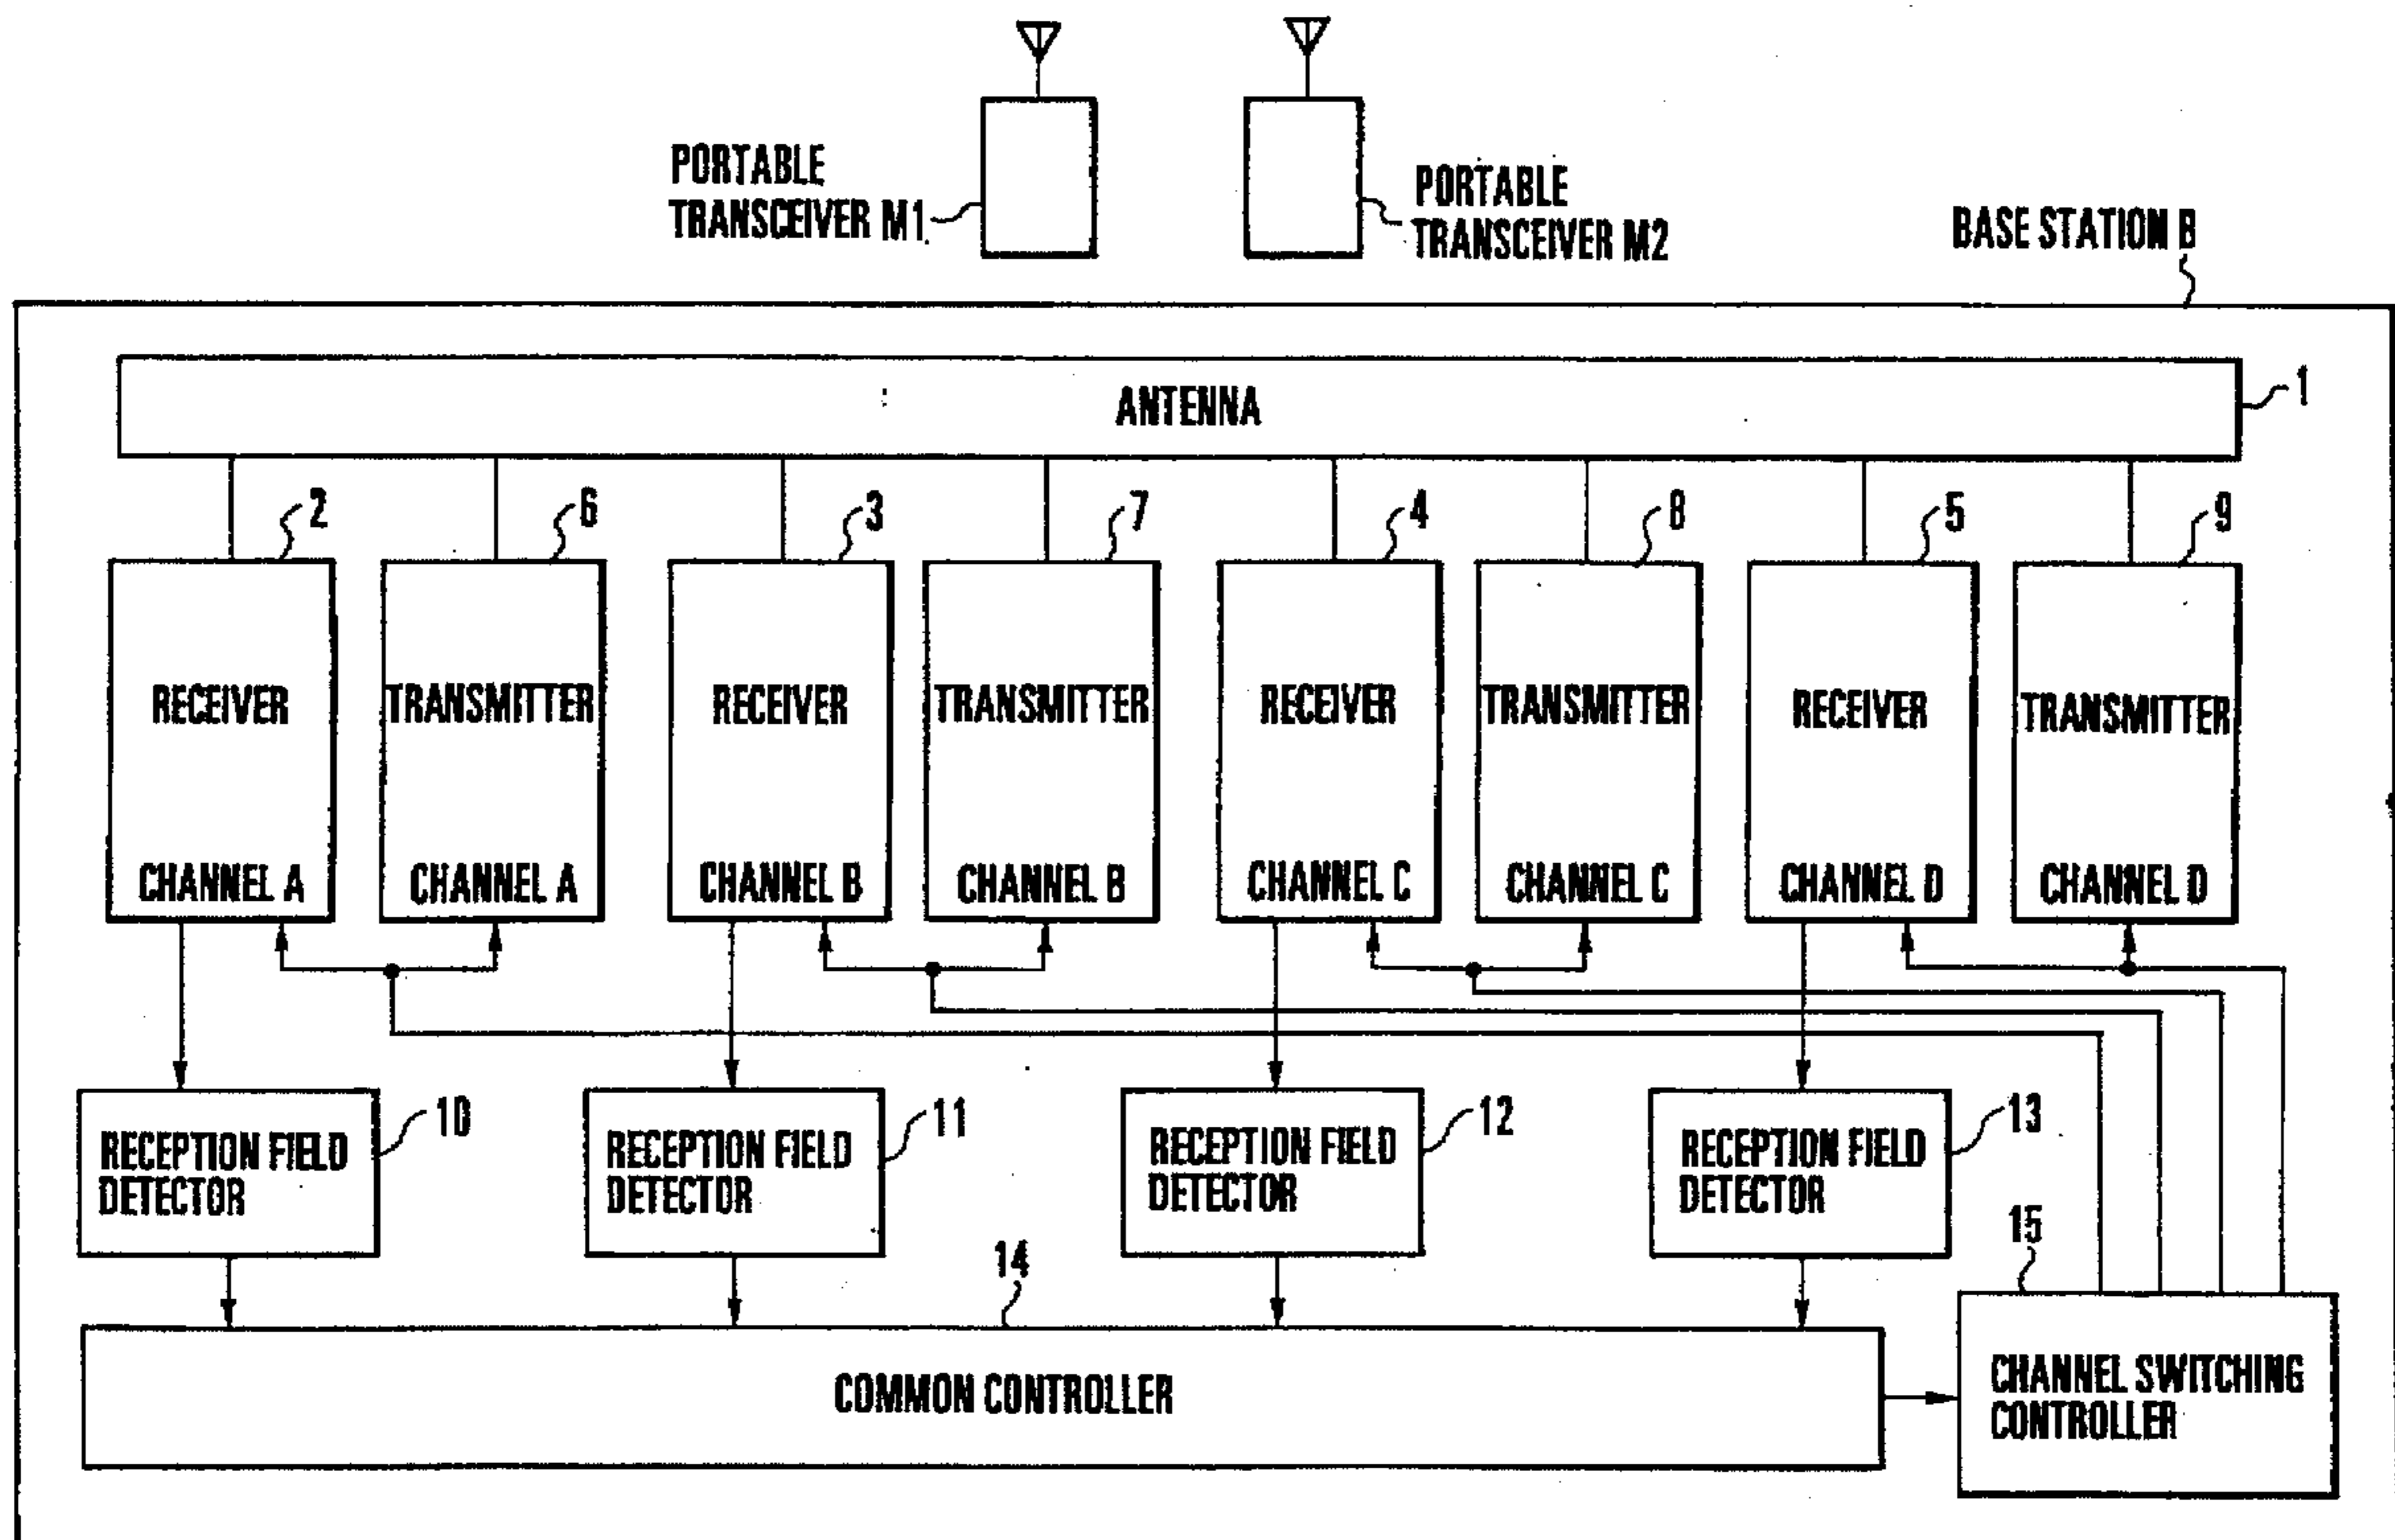 PORTABLE
TRANSCEIVER M1
PORTABLE
TRANSCEIVER M2
BASE STATION B
ANTENNA
1
2
6
3
7
4
8
5
9
RECEIVER
TRANSMITTER
RECEIVER
TRANSMITTER
RECEIVER
TRANSMITTER
RECEIVER
TRANSMITTER
CHANNEL A
CHANNEL A
CHANNEL B
CHANNEL B
CHANNEL C
CHANNEL C
CHANNEL D
CHANNEL D
10
11
12
13
RECEPTION FIELD
DETECTOR
RECEPTION FIELD
DETECTOR
RECEPTION FIELD
DETECTOR
RECEPTION FIELD
DETECTOR
14
15
COMMON CONTROLLER
CHANNEL SWITCHING
CONTROLLER